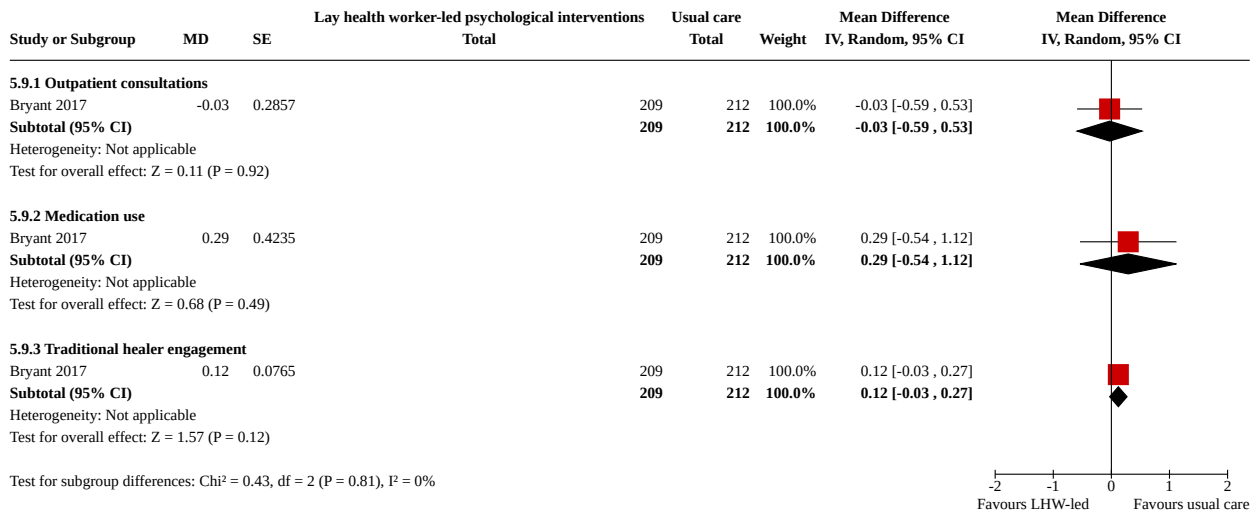 Lay health worker-led psychological interventions Usual care Mean Difference Mean Difference
Study or Subgroup MD SE Total Total Weight IV, Random, 95% CI IV, Random, 95% CI
5.9.1 Outpatient consultations
Bryant 2017 -0.03 0.2857 209 212 100.0% -0.03 [-0.59 , 0.53]
Subtotal (95% CI) 209 212 100.0% -0.03 [-0.59 , 0.53]
Heterogeneity: Not applicable
Test for overall effect: Z = 0.11 (P = 0.92)
5.9.2 Medication use
Bryant 2017 0.29 0.4235 209 212 100.0% 0.29 [-0.54 , 1.12]
Subtotal (95% CI) 209 212 100.0% 0.29 [-0.54 , 1.12]
Heterogeneity: Not applicable
Test for overall effect: Z = 0.68 (P = 0.49)
5.9.3 Traditional healer engagement
Bryant 2017 0.12 0.0765 209 212 100.0% 0.12 [-0.03 , 0.27]
Subtotal (95% CI) 209 212 100.0% 0.12 [-0.03 , 0.27]
Heterogeneity: Not applicable
Test for overall effect: Z = 1.57 (P = 0.12)
Test for subgroup differences: Chi² = 0.43, df = 2 (P = 0.81), I² = 0%
-2 -1 0 1 2
Favours LHW-led Favours usual care